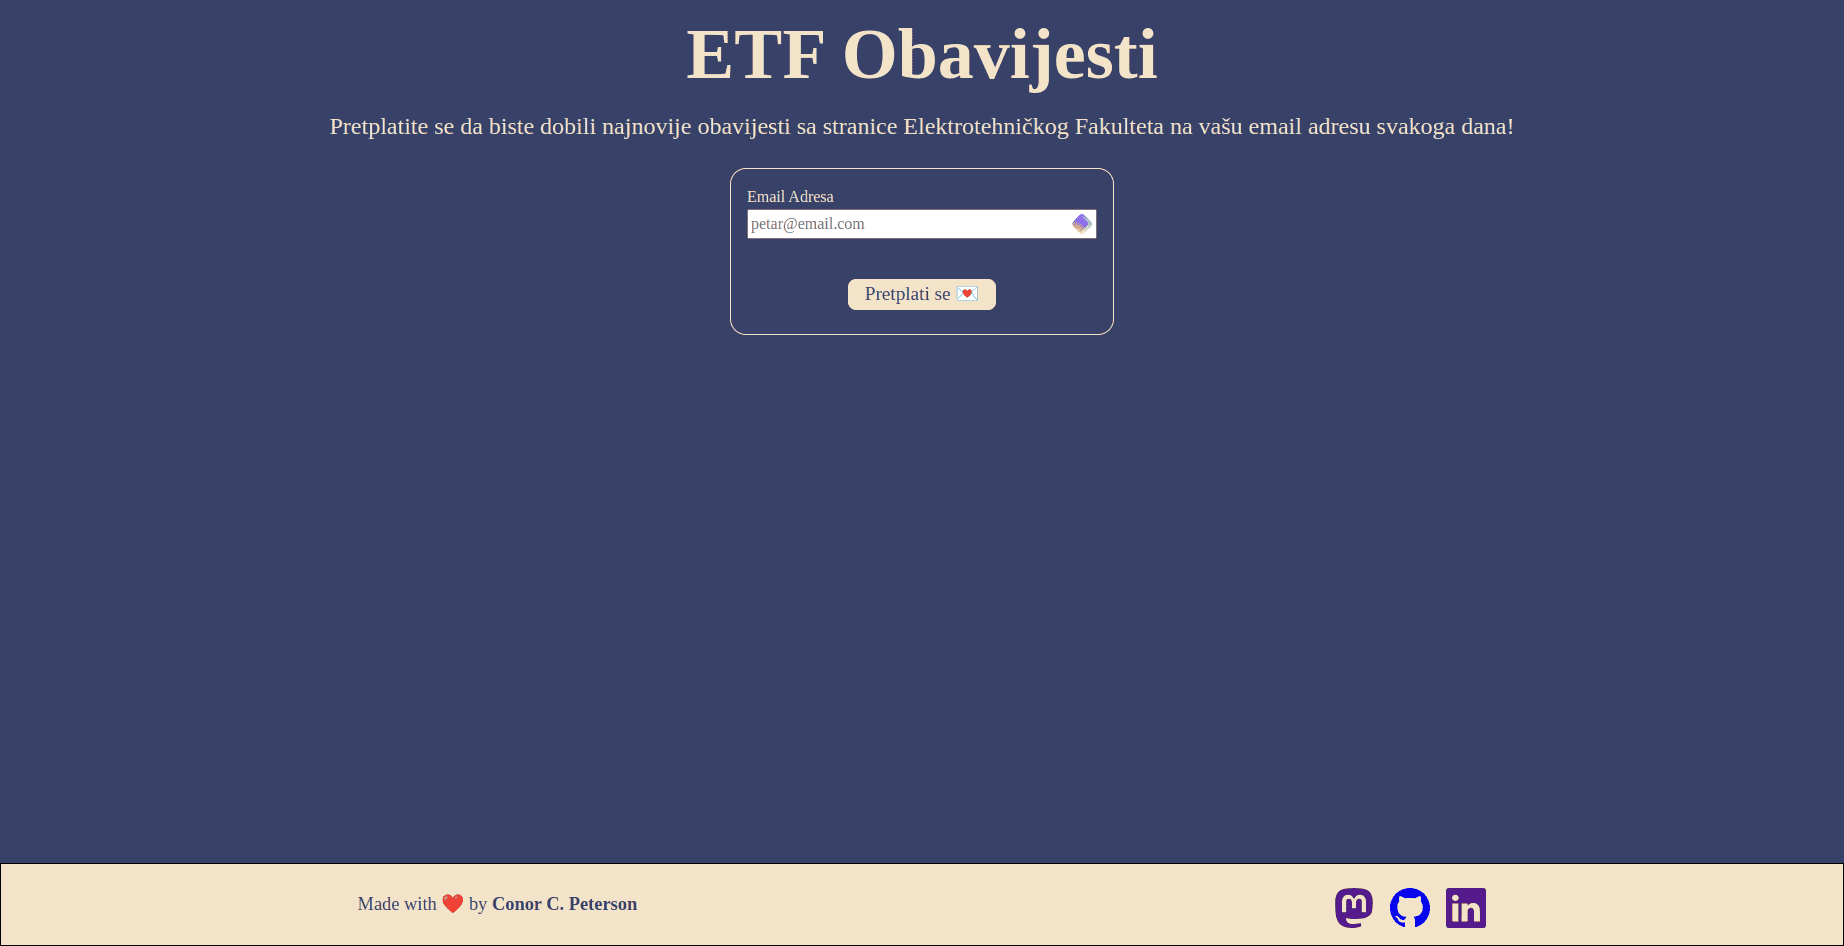 ETF Obavijesti
Pretplatite se da biste dobili najnovije obavijesti sa stranice Elektrotehničkog Fakulteta na vašu email adresu svakoga dana!
Email Adresa
petar@email.com
Pretplati se 💌
Made with ❤️ by Conor C. Peterson